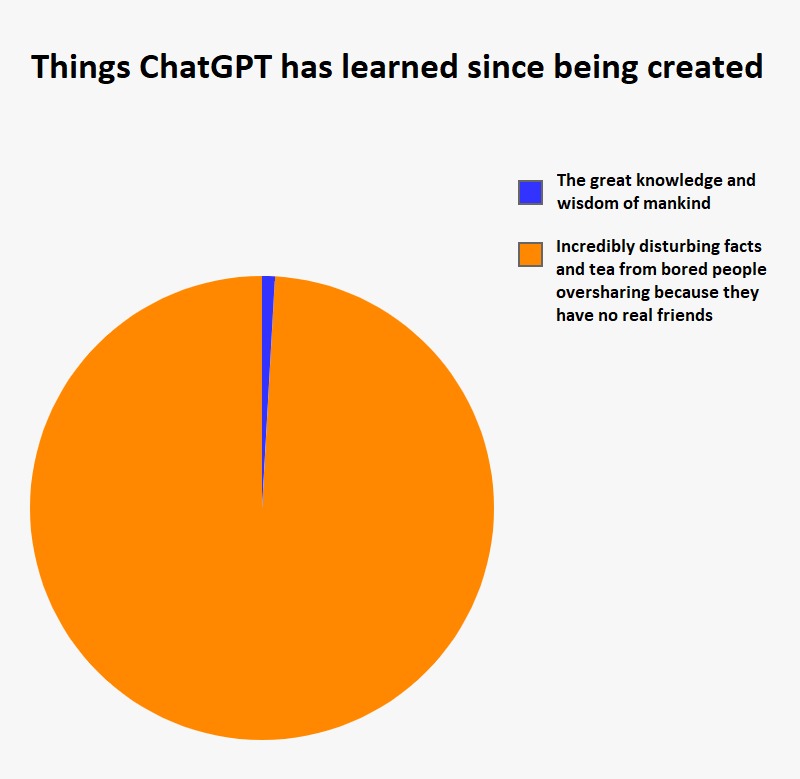 Things ChatGPT has learned since being created
The great knowledge and
wisdom of mankind
Incredibly disturbing facts
and tea from bored people
oversharing because they
have no real friends